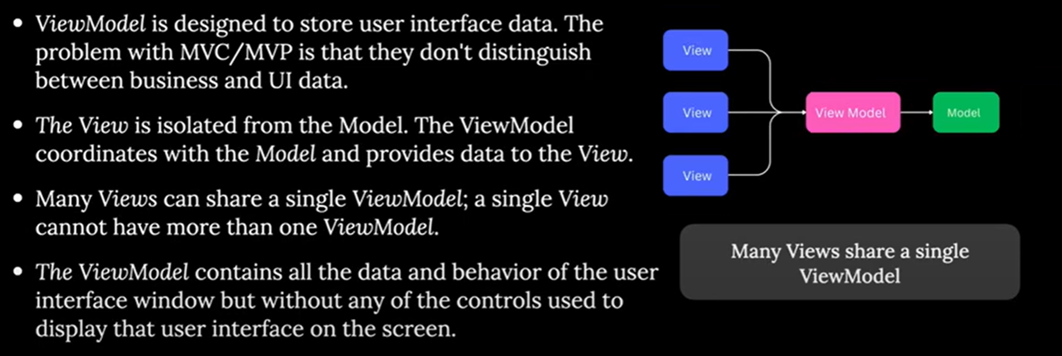 • ViewModel is designed to store user interface data. The
problem with MVC/MVP is that they don't distinguish
between business and UI data.
• The View is isolated from the Model. The ViewModel
coordinates with the Model and provides data to the View.
• Many Views can share a single ViewModel; a single View
cannot have more than one ViewModel.
• The ViewModel contains all the data and behavior of the user
interface window but without any of the controls used to
display that user interface on the screen.
View
View
View
View Model
Model
Many Views share a single
ViewModel